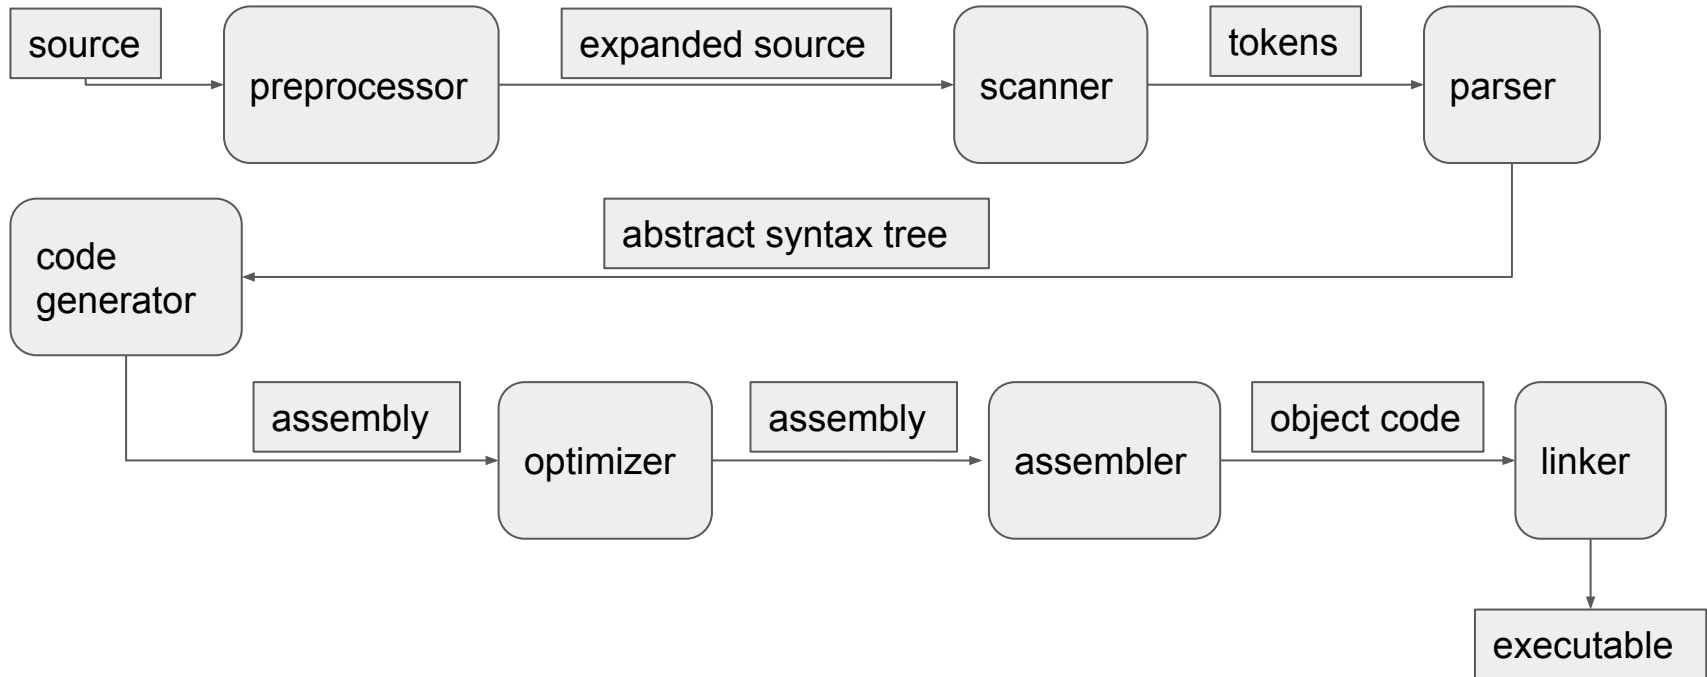 source
preprocessor
expanded source
scanner
tokens
parser
abstract syntax tree
code
generator
assembly
optimizer
assembly
assembler
object code
linker
executable